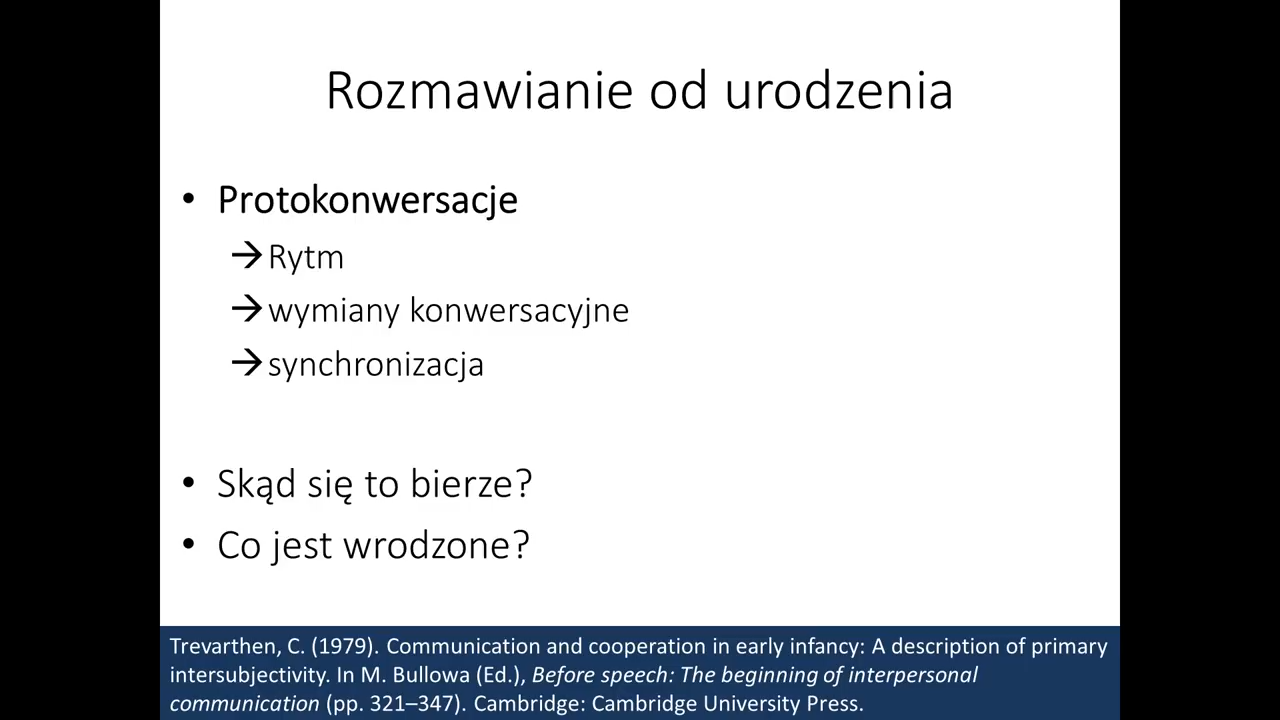 Rozmawianie od urodzenia
• Protokonwersacje
→ Rytm
→ wymiany konwersacyjne
→ synchronizacja
• Skąd się to bierze?
• Co jest wrodzone?
Trevarthen, C. (1979). Communication and cooperation in early infancy: A description of primary
intersubjectivity. In M. Bullowa (Ed.), Before speech: The beginning of interpersonal
communication (pp. 321–347). Cambridge: Cambridge University Press.